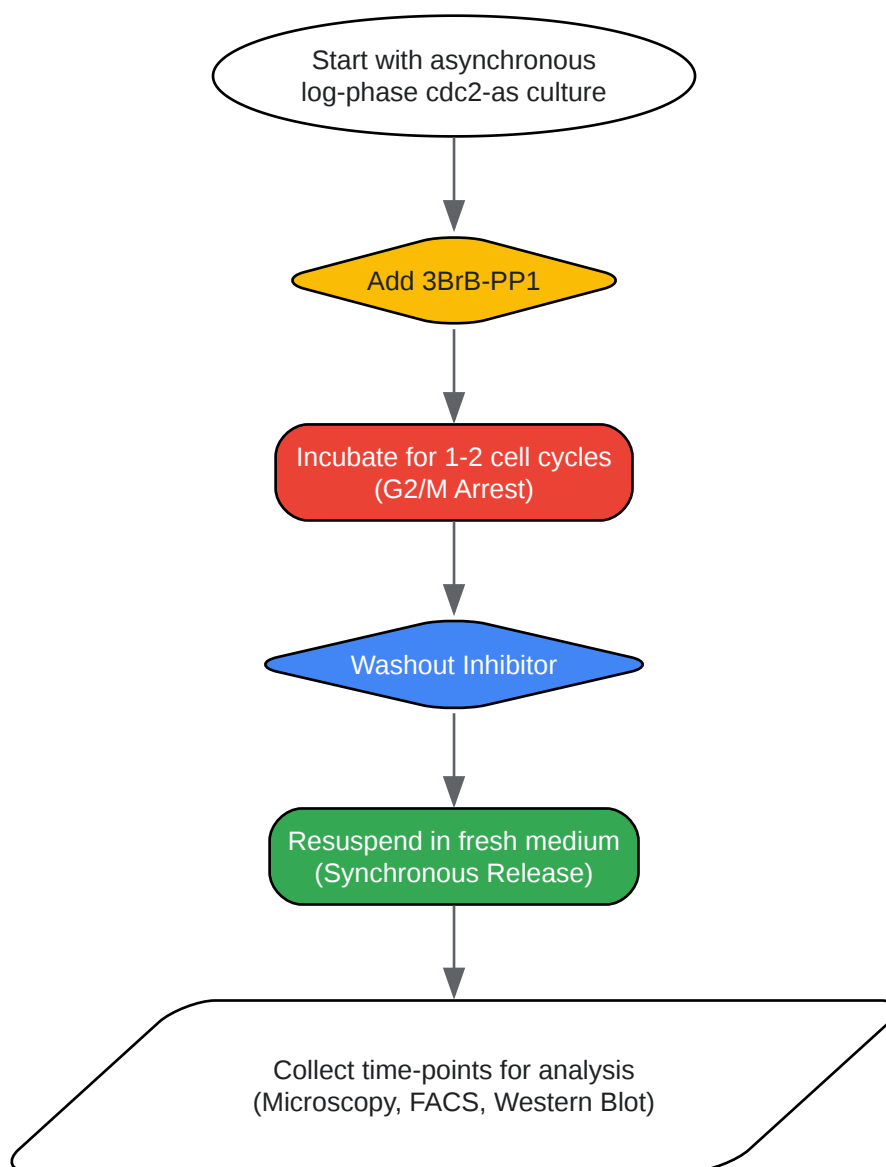 Start with asynchronous
log-phase cdc2-as culture
Add 3BrB-PP1
Incubate for 1-2 cell cycles
(G2/M Arrest)
Washout Inhibitor
Resuspend in fresh medium
(Synchronous Release)
Collect time-points for analysis
(Microscopy, FACS, Western Blot)